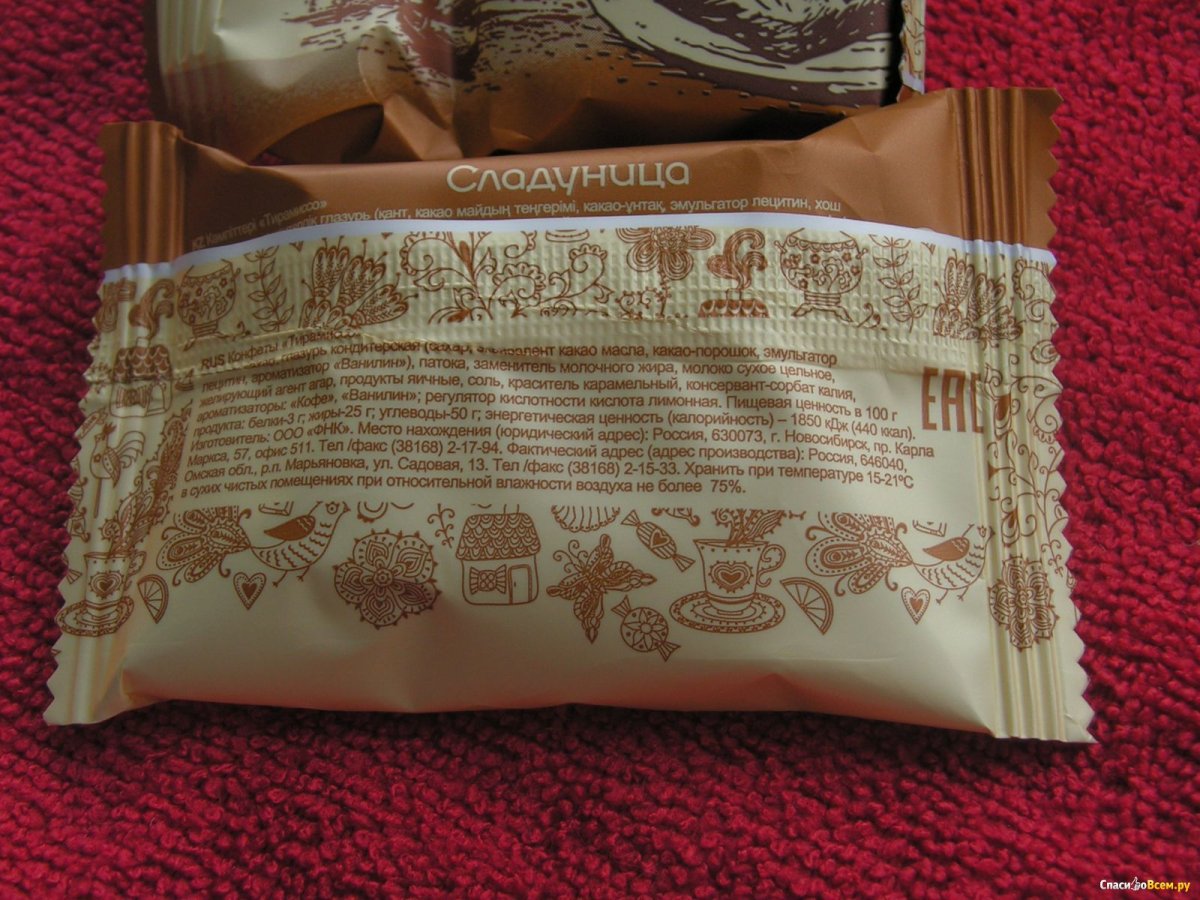 Сладуница
KZ Кәмпиттері «Тирамиссо»
глазурь (қант, какао майдың теңгерімі, какао-ұнтақ, эмульгатор лецитин, хош
RUS Конфеты «Тирамиссо»
глазурь кондитерская (сахар, эквивалент какао масла, какао-порошок, эмульгатор
лецитин, ароматизатор «Ванилин»), патока, заменитель молочного жира, молоко сухое цельное,
желирующий агент агар, продукты яичные, соль, краситель карамельный, консервант-сорбат калия,
ароматизаторы: «Кофе», «Ванилин»; регулятор кислотности кислота лимонная. Пищевая ценность в 100 г
продукта: белки-3 г; жиры-25 г; углеводы-50 г; энергетическая ценность (калорийность) – 1850 кДж (440 ккал).
Изготовитель: ООО «ФНК». Место нахождения (юридический адрес): Россия, 630073, г. Новосибирск, пр. Карла
Маркса, 57, офис 511. Тел /факс (38168) 2-17-94. Фактический адрес (адрес производства): Россия, 646040,
Омская обл., р.п. Марьяновка, ул. Садовая, 13. Тел /факс (38168) 2-15-33. Хранить при температуре 15-21ºС
в сухих чистых помещениях при относительной влажности воздуха не более 75%.
ЕАС
СпасибоВсем.ру